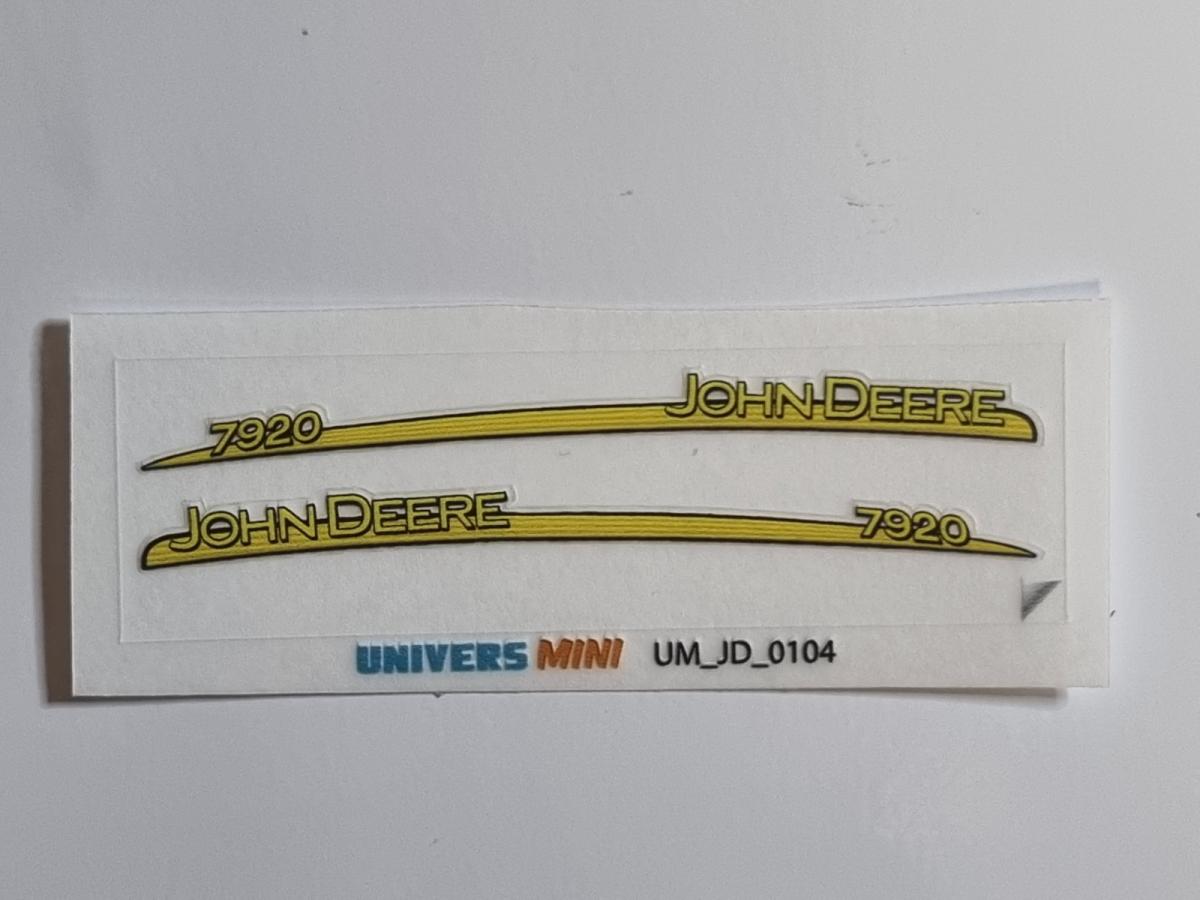 7920 JOHN DEERE
JOHN DEERE 7920
UNIVERS MINI UM_JD_0104